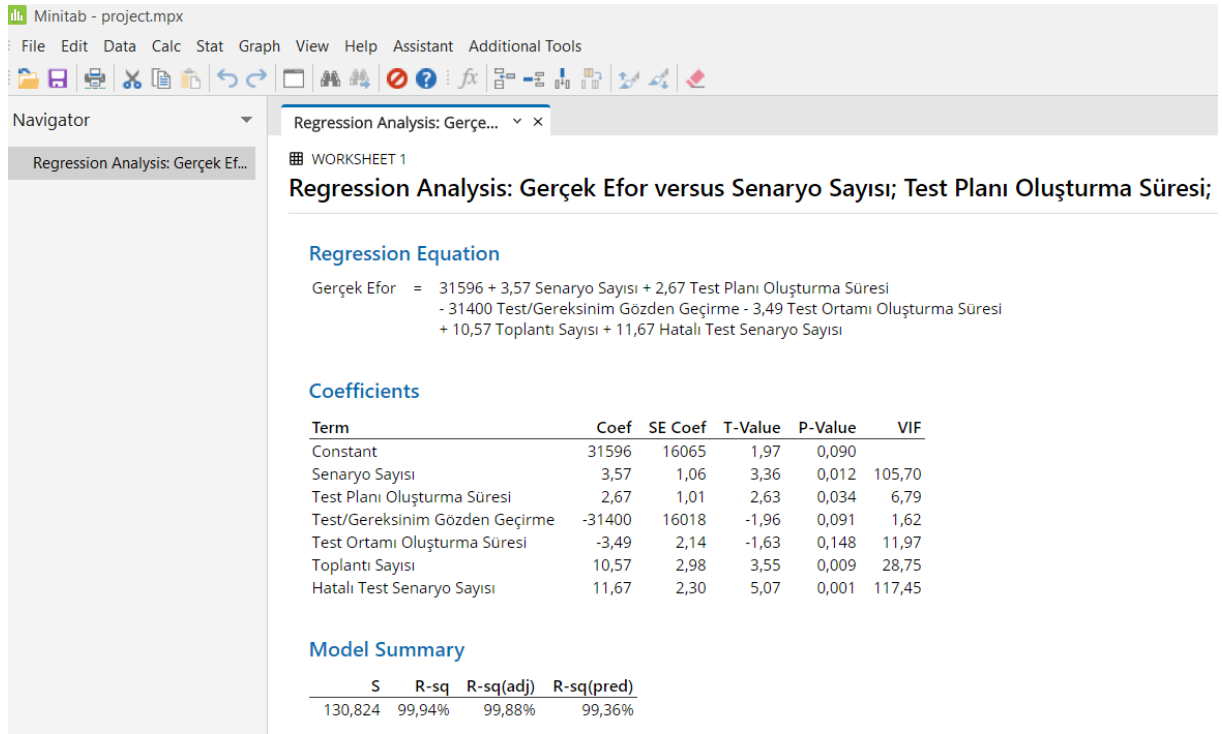 Minitab - project.mpx
File Edit Data Calc Stat Graph View Help Assistant Additional Tools
Navigator
Regression Analysis: Gerçe...
Regression Analysis: Gerçek Ef...
WORKSHEET 1
Regression Analysis: Gerçek Efor versus Senaryo Sayısı; Test Planı Oluşturma Süresi;
Regression Equation
Gerçek Efor = 31596 + 3,57 Senaryo Sayısı + 2,67 Test Planı Oluşturma Süresi
- 31400 Test/Gereksinim Gözden Geçirme - 3,49 Test Ortamı Oluşturma Süresi
+ 10,57 Toplantı Sayısı + 11,67 Hatalı Test Senaryo Sayısı
Coefficients
Term Coef SE Coef T-Value P-Value VIF
Constant 31596 16065 1,97 0,090
Senaryo Sayısı 3,57 1,06 3,36 0,012 105,70
Test Planı Oluşturma Süresi 2,67 1,01 2,63 0,034 6,79
Test/Gereksinim Gözden Geçirme -31400 16018 -1,96 0,091 1,62
Test Ortamı Oluşturma Süresi -3,49 2,14 -1,63 0,148 11,97
Toplantı Sayısı 10,57 2,98 3,55 0,009 28,75
Hatalı Test Senaryo Sayısı 11,67 2,30 5,07 0,001 117,45
Model Summary
S R-sq R-sq(adj) R-sq(pred)
130,824 99,94% 99,88% 99,36%